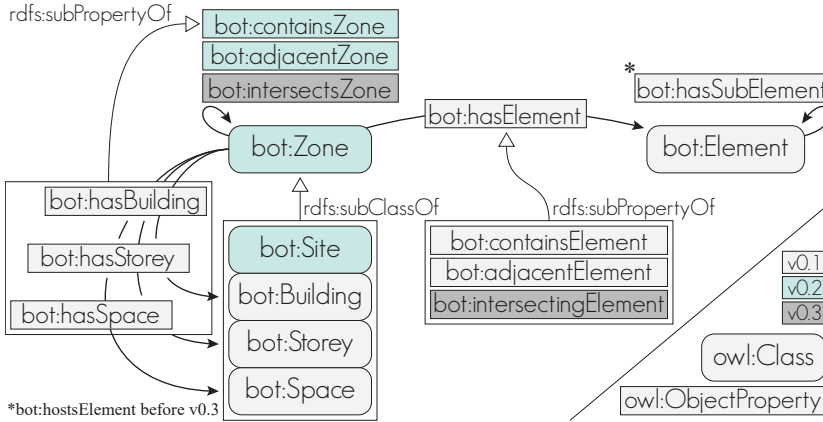 rdfs:subPropertyOf
bot:containsZone
bot:adjacentZone
bot:intersectsZone
*
bot:hasSubElement
bot:hasElement
bot:Zone
bot:Element
bot:hasBuilding
bot:hasStorey
bot:hasSpace
rdfs:subClassOf
bot:Site
bot:Building
bot:Storey
bot:Space
rdfs:subPropertyOf
bot:containsElement
bot:adjacentElement
bot:intersectingElement
v0.1
v0.2
v0.3
owl:Class
owl:ObjectProperty
*bot:hostsElement before v0.3